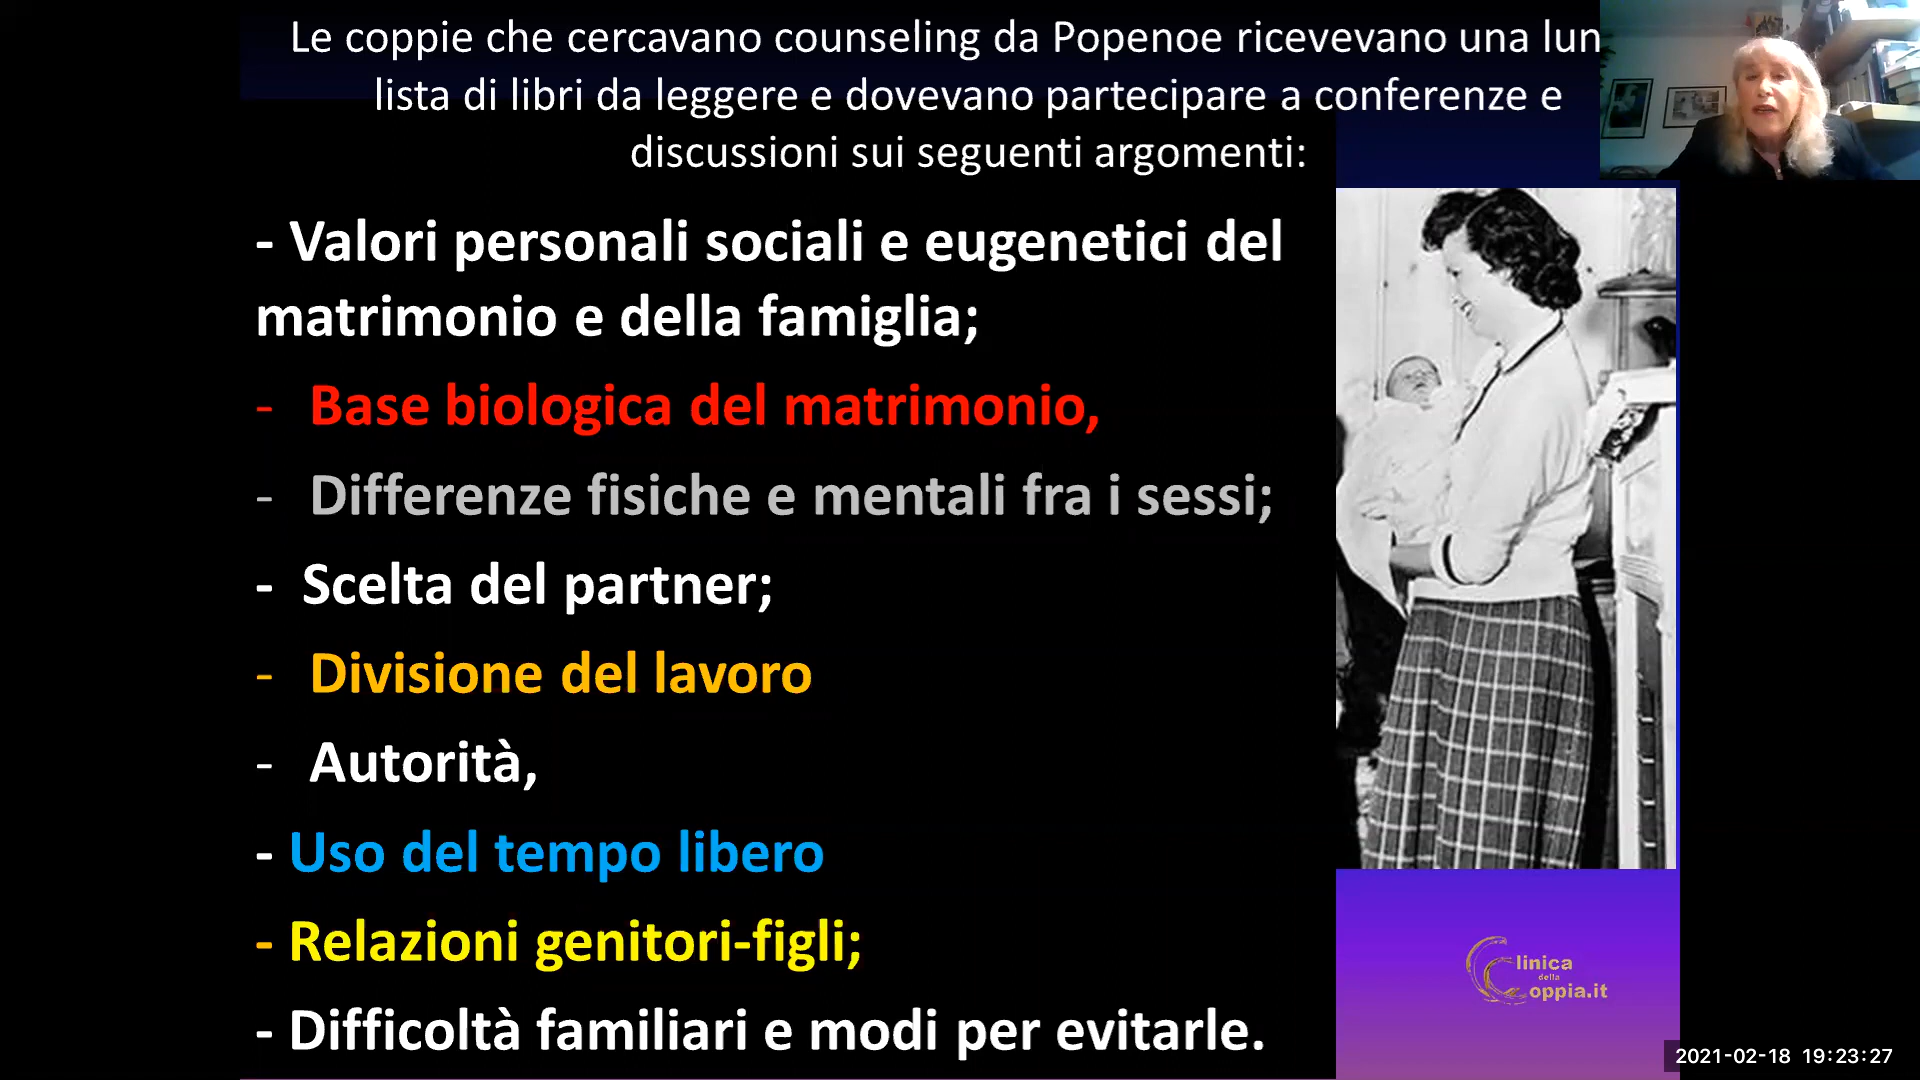 Le coppie che cercavano counseling da Popenoe ricevevano una lun
lista di libri da leggere e dovevano partecipare a conferenze e
discussioni sui seguenti argomenti:
- Valori personali sociali e eugenetici del
matrimonio e della famiglia;
- Base biologica del matrimonio,
- Differenze fisiche e mentali fra i sessi;
- Scelta del partner;
- Divisione del lavoro
- Autorità,
- Uso del tempo libero
- Relazioni genitori-figli;
- Difficoltà familiari e modi per evitarle.
Clinica
della
Coppia.it
2021-02-18 19:23:27